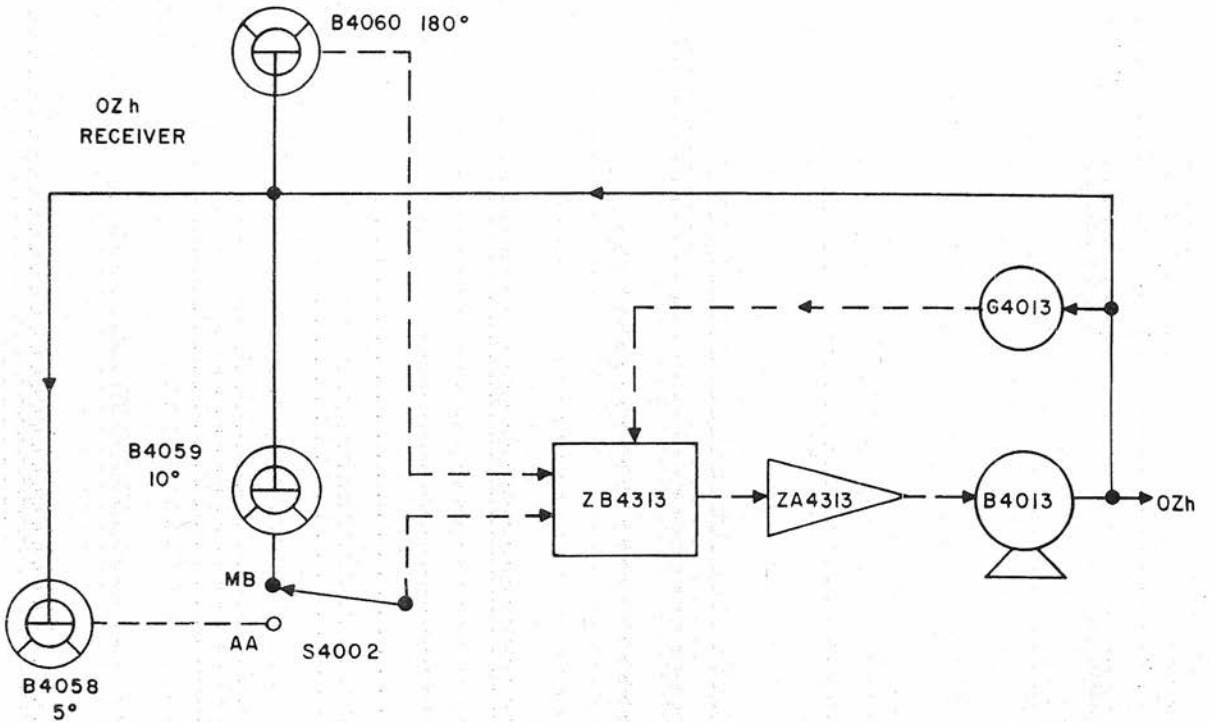 B4060 180°
OZh
RECEIVER
G4013
B4059
10°
ZB4313
ZA4313
B4013
OZh
MB
AA
S4002
B4058
5°